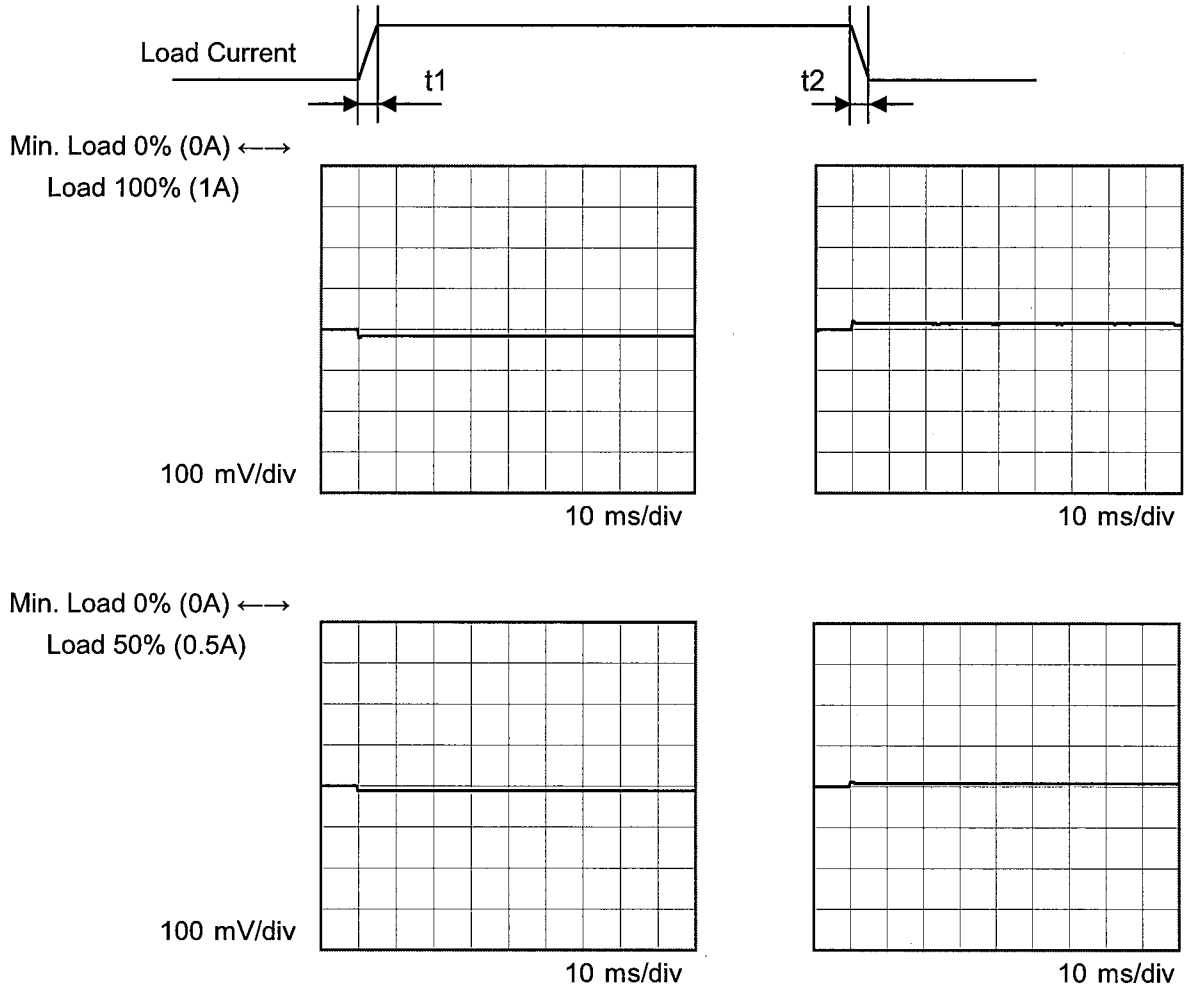 Load Current
t1
t2
Min. Load 0% (0A) ←→
Load 100% (1A)
100 mV/div
10 ms/div
10 ms/div
Min. Load 0% (0A) ←→
Load 50% (0.5A)
100 mV/div
10 ms/div
10 ms/div